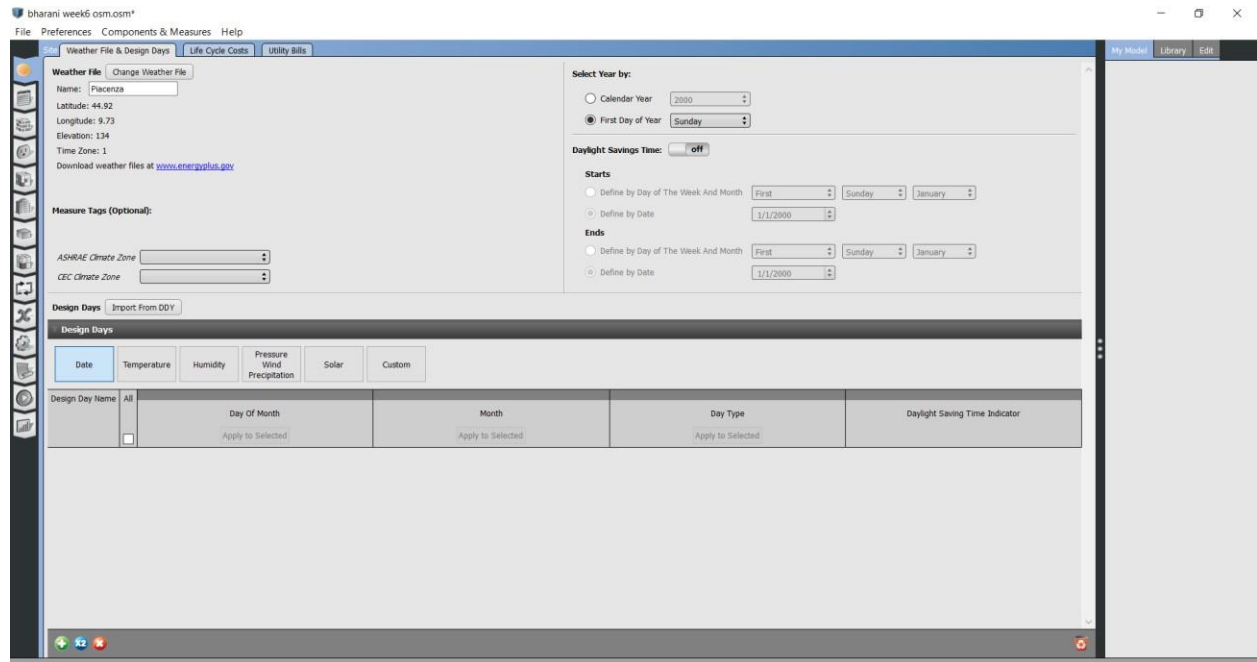 bharani week6 osm.osm*
File Preferences Components & Measures Help
Site Weather File & Design Days Life Cycle Costs Utility Bills
My Model Library Edit
Weather File Change Weather File
Name: Piacenza
Latitude: 44.92
Longitude: 9.73
Elevation: 134
Time Zone: 1
Download weather files at www.energyplus.gov
Measure Tags (Optional):
ASHRAE Climate Zone
CEC Climate Zone
Select Year by:
Calendar Year 2000
First Day of Year Sunday
Daylight Savings Time: off
Starts
Define by Day of The Week And Month First Sunday January
Define by Date 1/1/2000
Ends
Define by Day of The Week And Month First Sunday January
Define by Date 1/1/2000
Design Days Import From DDY
Design Days
Date Temperature Humidity Pressure Wind Precipitation Solar Custom
Design Day Name All
Day Of Month Month Day Type Daylight Saving Time Indicator
Apply to Selected Apply to Selected Apply to Selected
X2